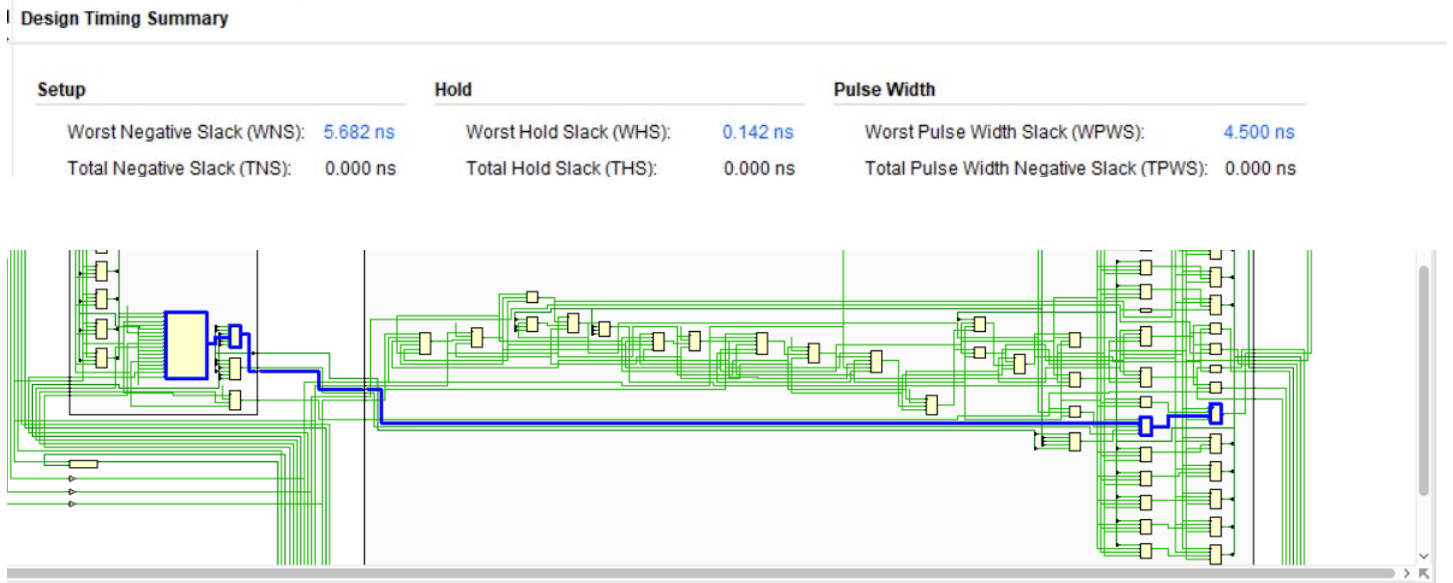 Design Timing Summary
Setup Hold Pulse Width
Worst Negative Slack (WNS): 5.682 ns Worst Hold Slack (WHS): 0.142 ns Worst Pulse Width Slack (WPWS): 4.500 ns
Total Negative Slack (TNS): 0.000 ns Total Hold Slack (THS): 0.000 ns Total Pulse Width Negative Slack (TPWS): 0.000 ns